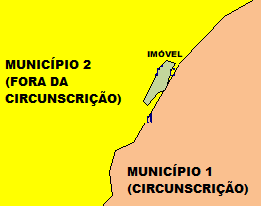 IMÓVEL
MUNICÍPIO 2
(FORA DA
CIRCUNSCRIÇÃO)
MUNICÍPIO 1
(CIRCUNSCRIÇÃO)